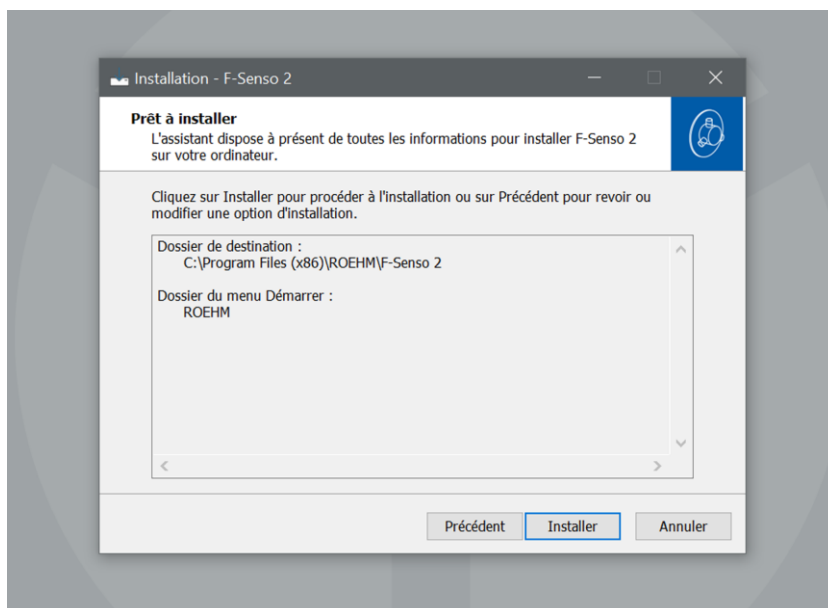 Installation - F-Senso 2
Prêt à installer
L'assistant dispose à présent de toutes les informations pour installer F-Senso 2
sur votre ordinateur.
Cliquez sur Installer pour procéder à l'installation ou sur Précédent pour revoir ou
modifier une option d'installation.
Dossier de destination :
C:\Program Files (x86)\ROEHM\F-Senso 2
Dossier du menu Démarrer :
ROEHM
Précédent Installer Annuler